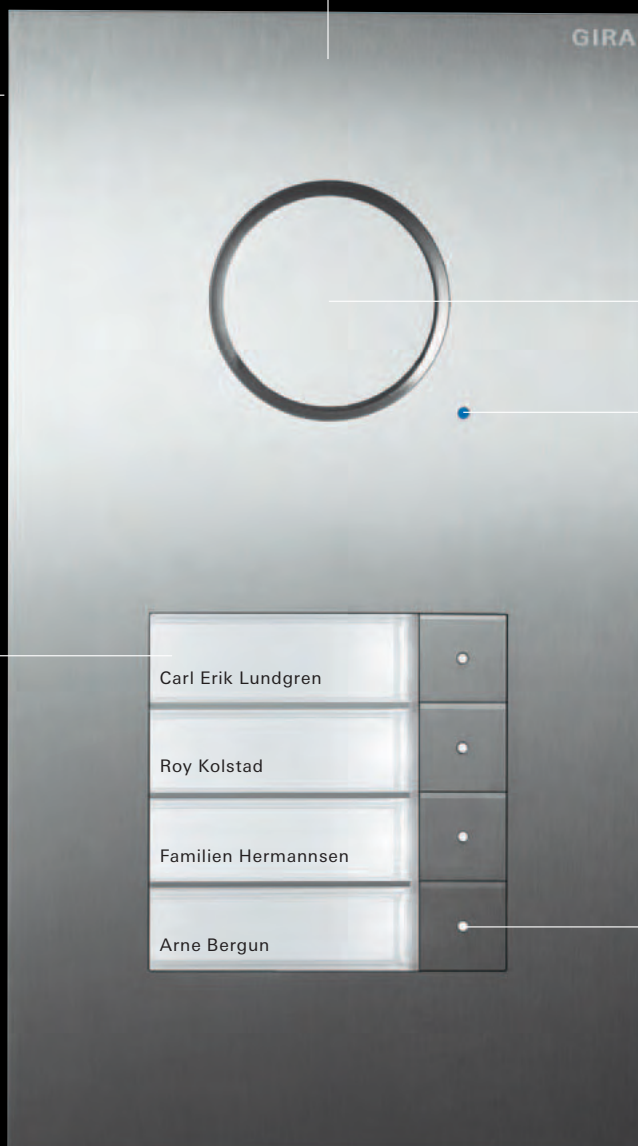 GIRA
Carl Erik Lundgren
Roy Kolstad
Familien Hermannsen
Arne Bergun